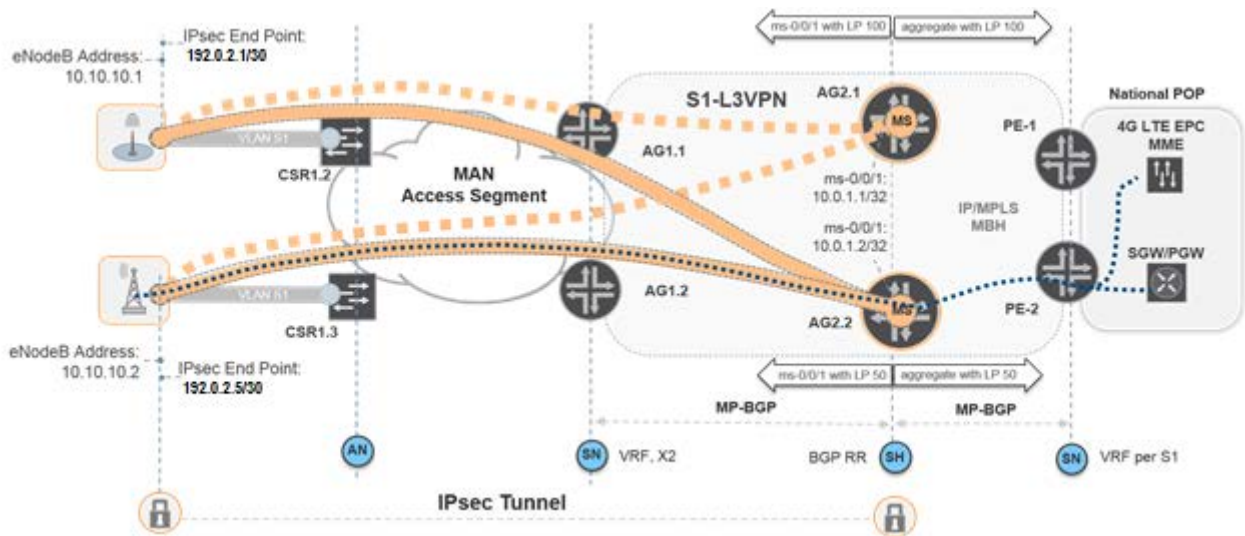 IPsec End Point:
192.0.2.1/30
eNodeB Address:
10.10.10.1
ms-0/0/1 with LP 100
aggregate with LP 100
S1-L3VPN
AG2.1
National POP
MS
4G LTE EPC
MME
PE-1
VLAN S1
AG1.1
CSR1.2
MAN
Access Segment
ms-0/0/1:
10.0.1.1/32
ms-0/0/1:
10.0.1.2/32
IP/MPLS
MBH
SGW/PGW
VLAN S1
AG1.2
MS
CSR1.3
AG2.2
PE-2
eNodeB Address:
10.10.10.2
IPsec End Point:
192.0.2.5/30
ms-0/0/1 with LP 50
aggregate with LP 50
MP-BGP
MP-BGP
AN
SN
VRF, X2
BGP RR
SH
SN
VRF per S1
IPsec Tunnel